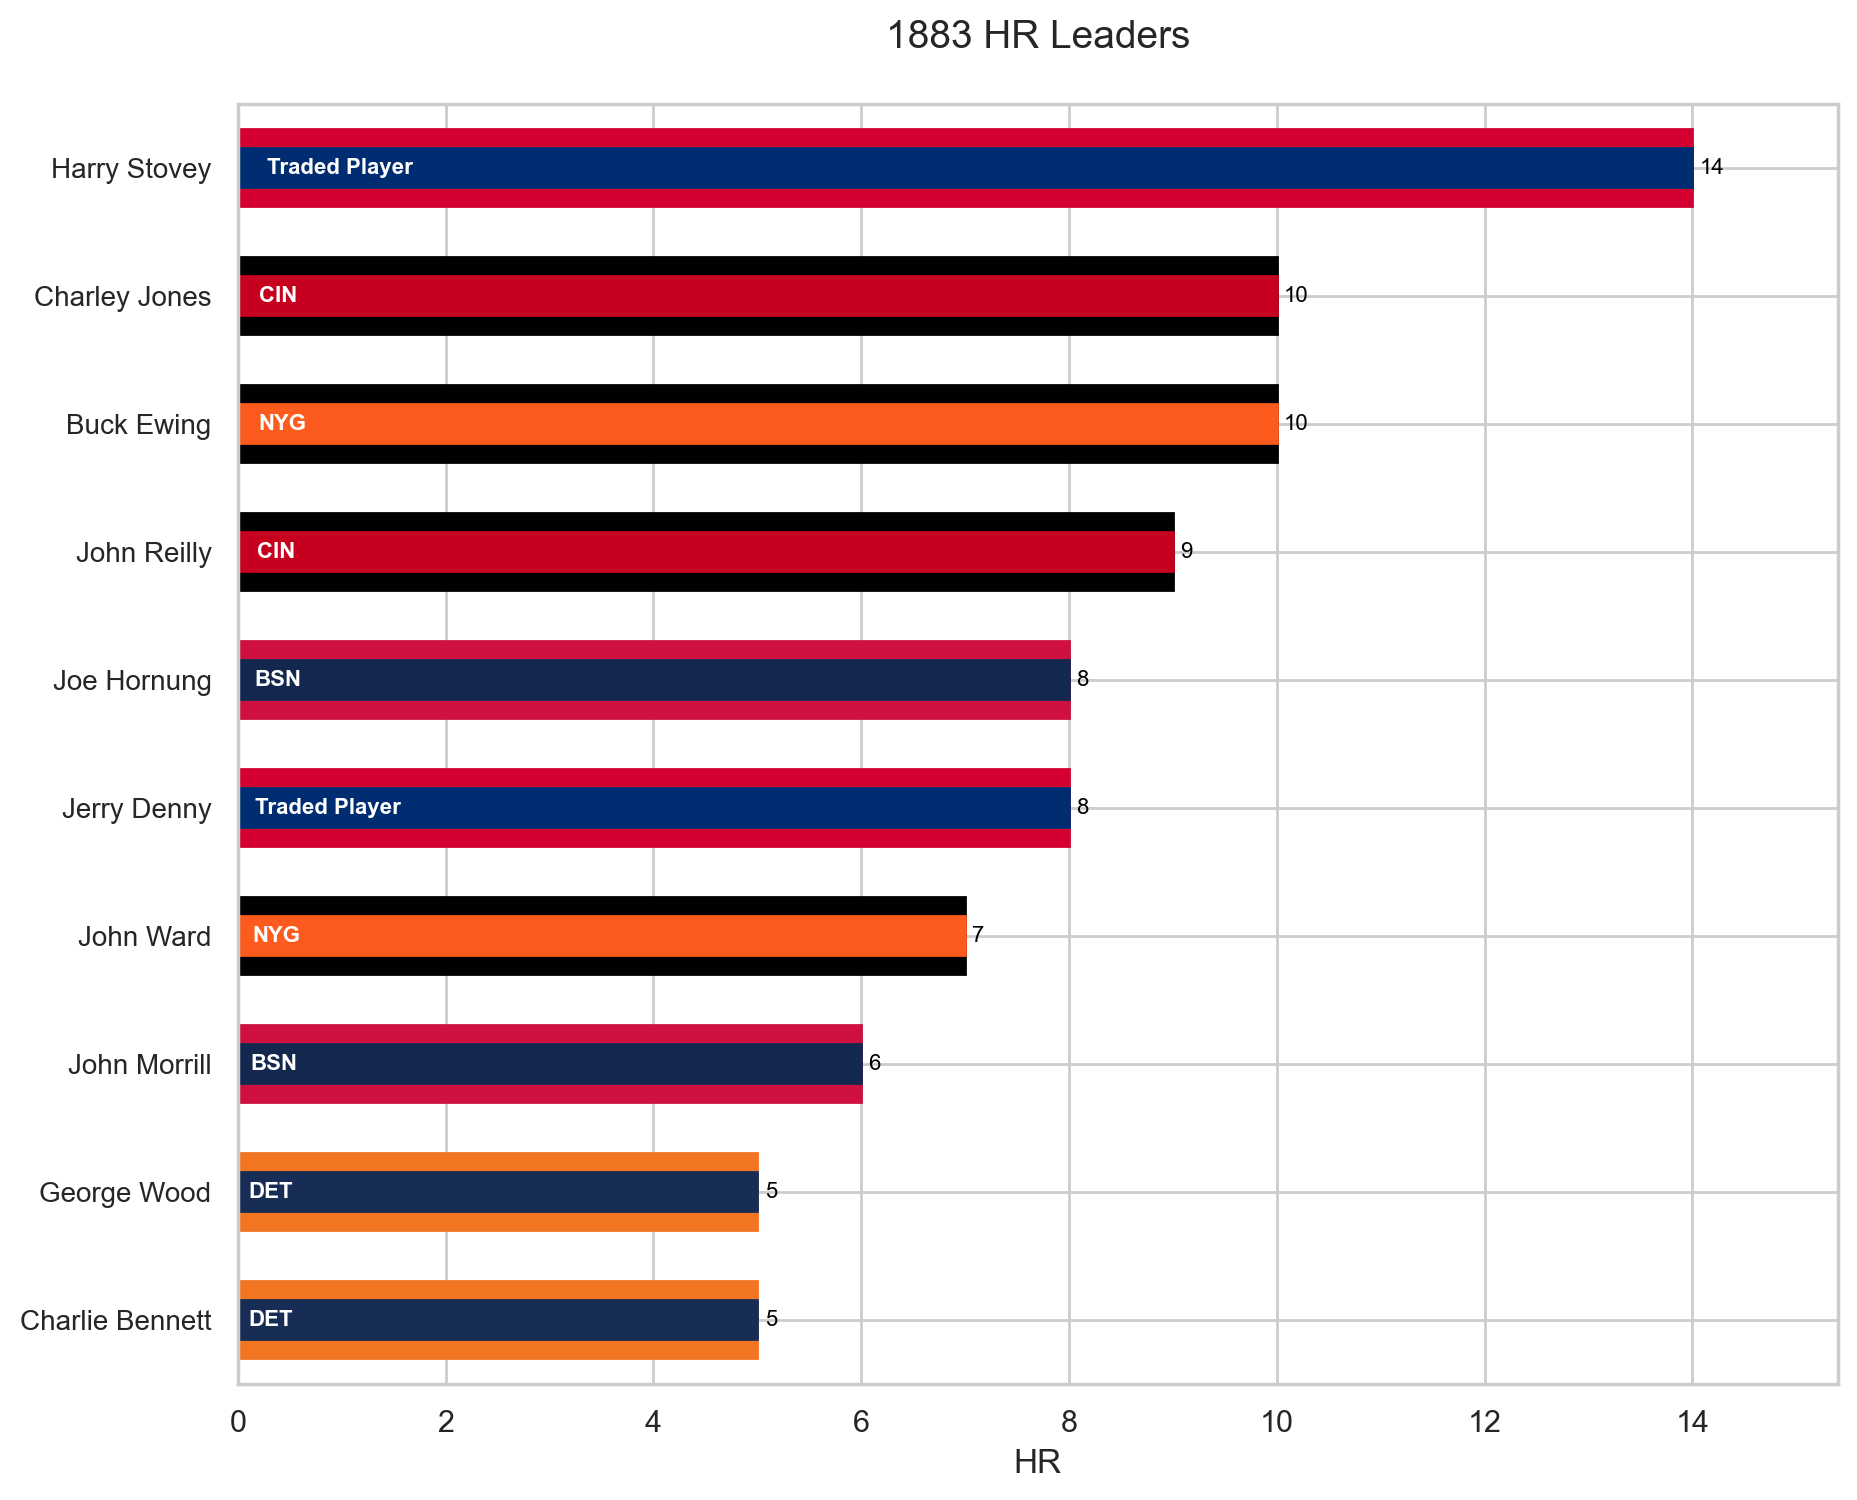 1883 HR Leaders
Harry Stovey Traded Player 14
Charley Jones CIN 10
Buck Ewing NYG 10
John Reilly CIN 9
Joe Hornung BSN 8
Jerry Denny Traded Player 8
John Ward NYG 7
John Morrill BSN 6
George Wood DET 5
Charlie Bennett DET 5
0 2 4 6 8 10 12 14
HR